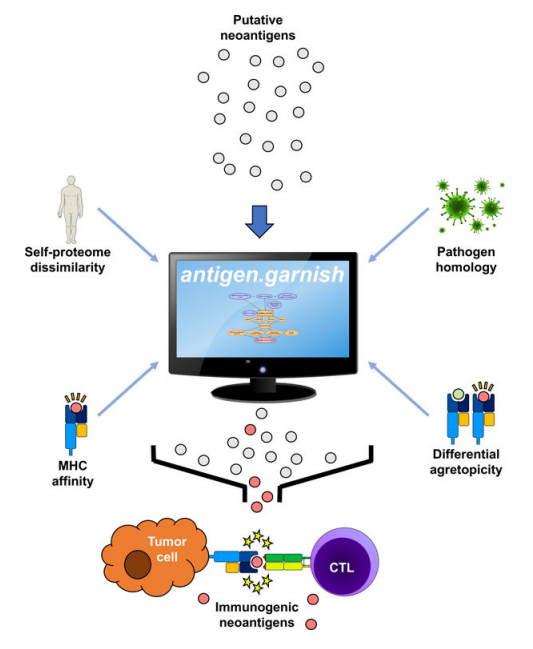 Putative
neoantigens
Self-proteome
dissimilarity
Pathogen
homology
antigen.garnish
MHC
affinity
Differential
agretopicity
Tumor
cell
CTL
Immunogenic
neoantigens